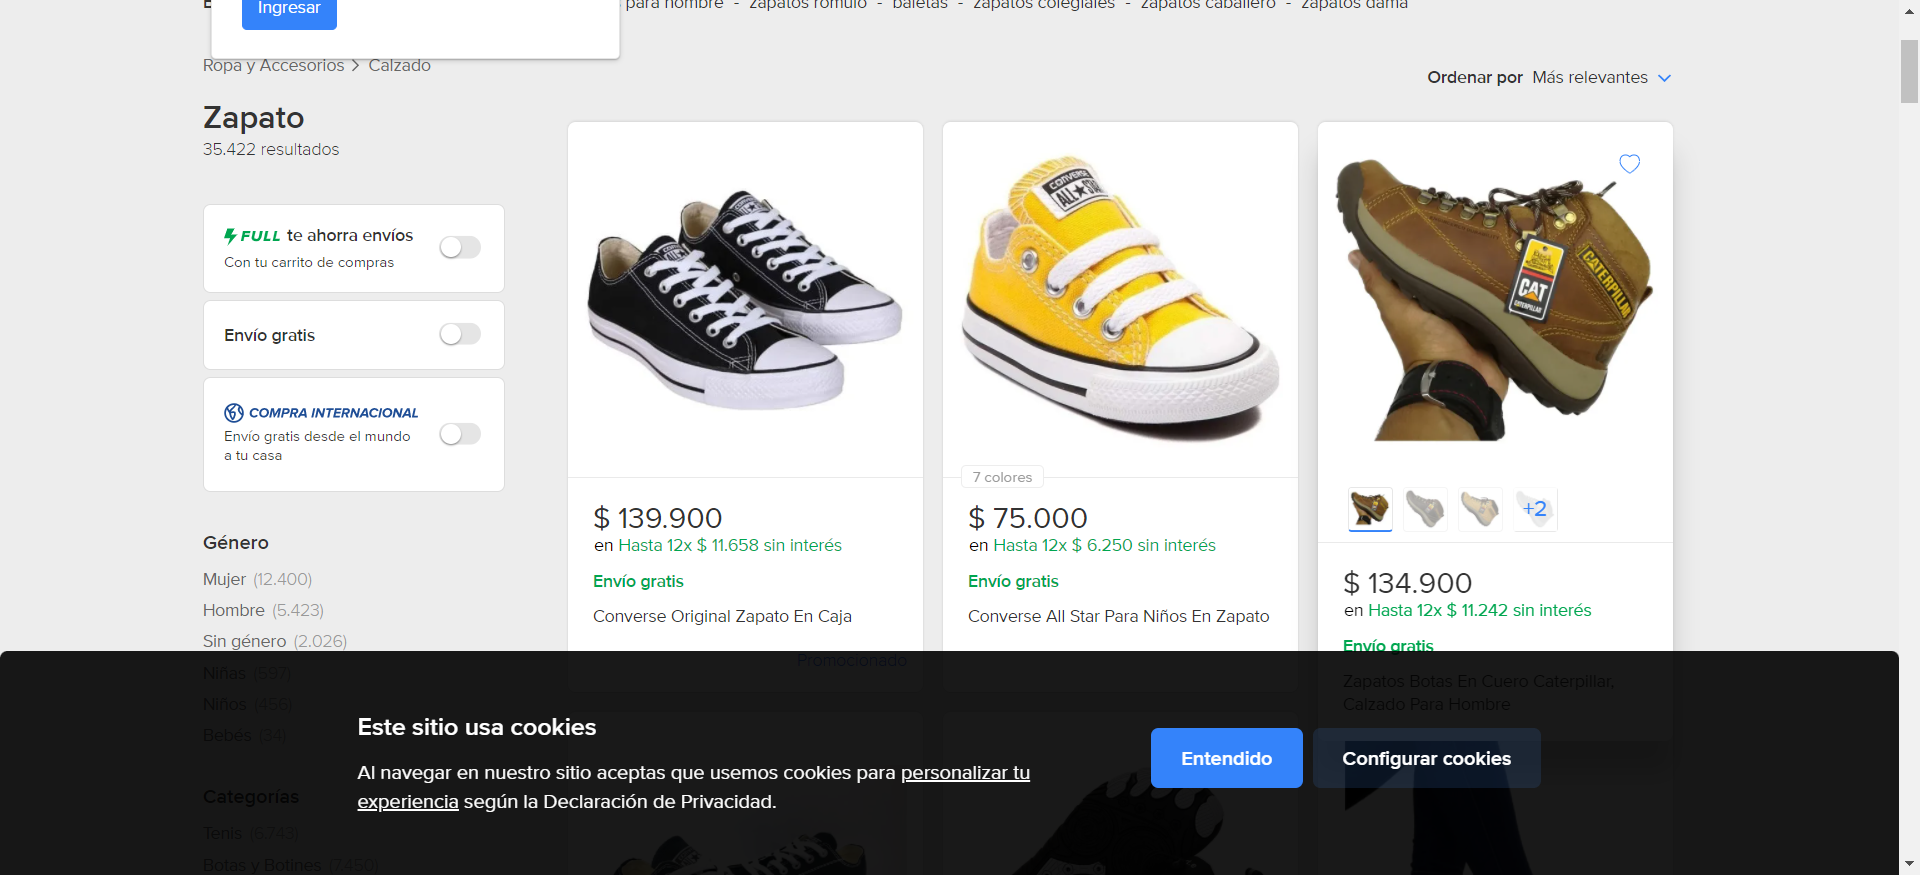 Ingresar
para hombre - zapatos romulo - baletas - zapatos colegiales - zapatos caballero - zapatos dama
Ropa y Accesorios > Calzado
Ordenar por Más relevantes
Zapato
35.422 resultados
FULL te ahorra envíos
Con tu carrito de compras
Envío gratis
COMPRA INTERNACIONAL
Envío gratis desde el mundo
a tu casa
Género
Mujer (12.400)
Hombre (5.423)
Sin género (2.026)
Niñas (597)
Niños (456)
Bebés (34)
Categorías
Tenis (6.743)
Botas y Botines (7.450)
CONVERSE
ALL STAR
CAT
CATERPILLAR
CATERPILLAR
7 colores
+2
$ 139.900
en Hasta 12x $ 11.658 sin interés
Envío gratis
Converse Original Zapato En Caja
Promocionado
$ 75.000
en Hasta 12x $ 6.250 sin interés
Envío gratis
Converse All Star Para Niños En Zapato
$ 134.900
en Hasta 12x $ 11.242 sin interés
Envío gratis
Zapatos Botas En Cuero Caterpillar,
Calzado Para Hombre
Este sitio usa cookies
Al navegar en nuestro sitio aceptas que usemos cookies para personalizar tu
experiencia según la Declaración de Privacidad.
Entendido
Configurar cookies